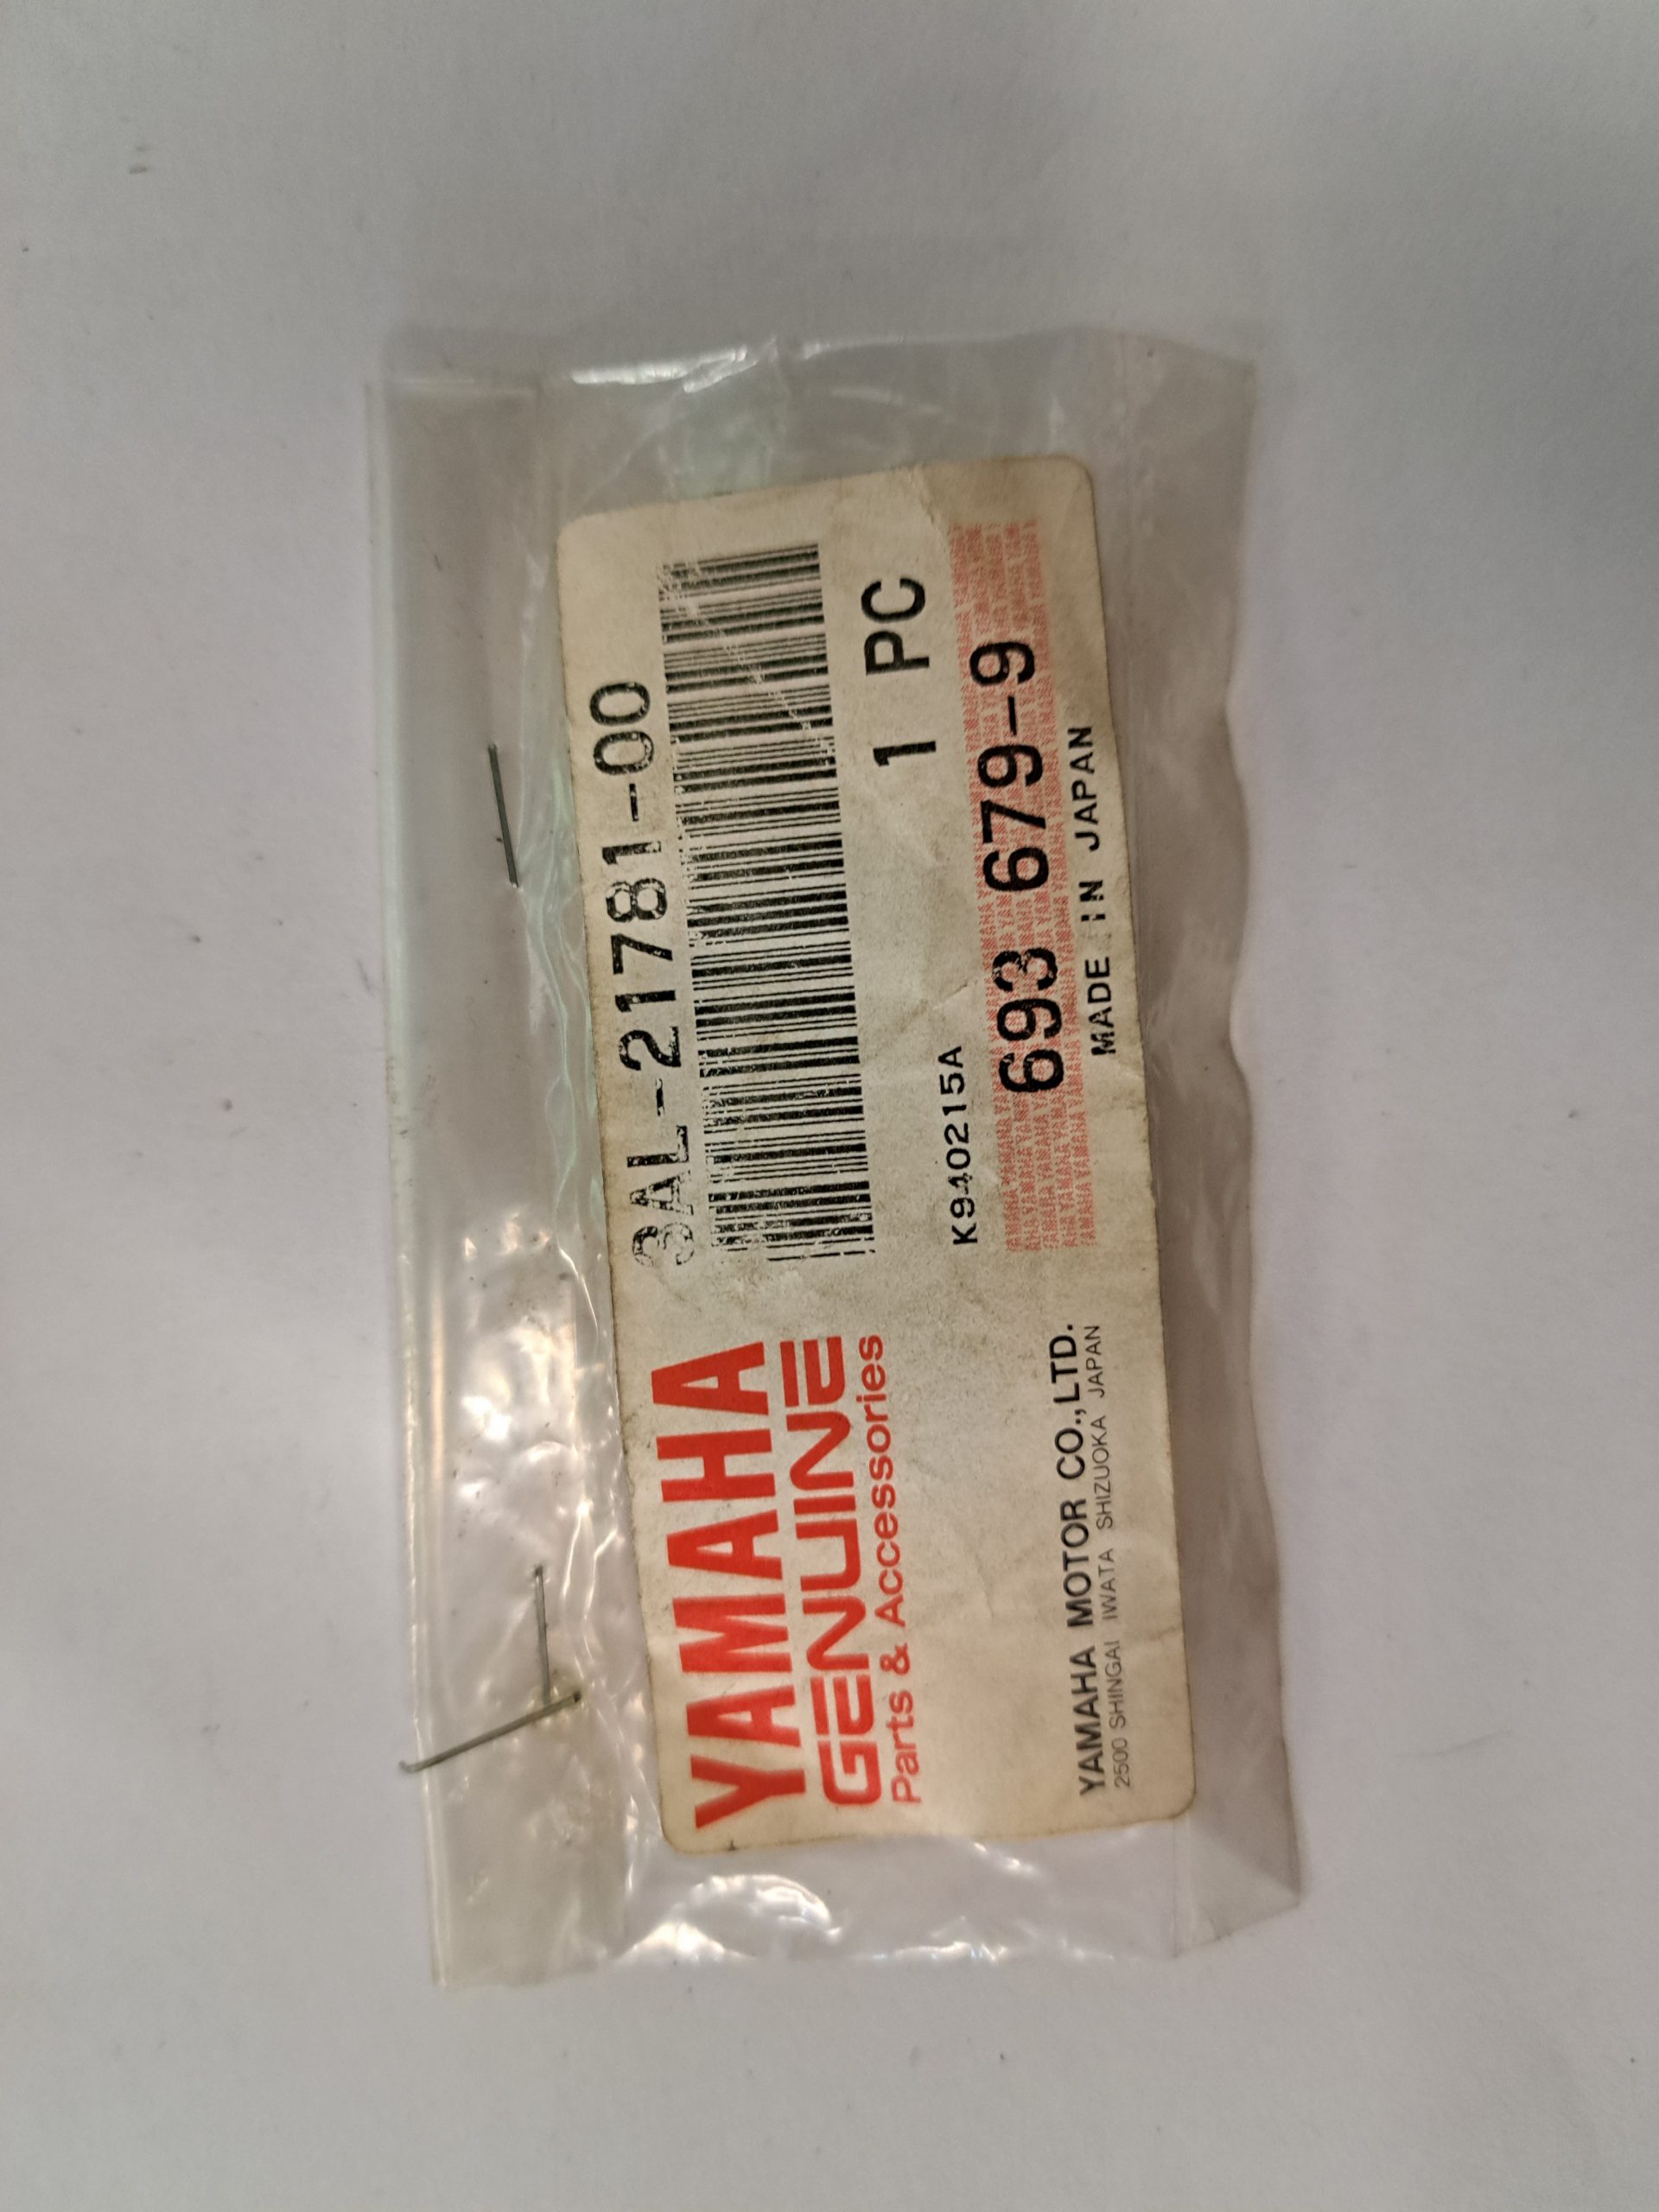 YAMAHA
GENUINE
Parts & Accessories
3AL-21781-00
1 PC
K940215A
693 679-9
MADE IN JAPAN
YAMAHA MOTOR CO.,LTD.
2500 SHINGAI IWATA SHIZUOKA JAPAN